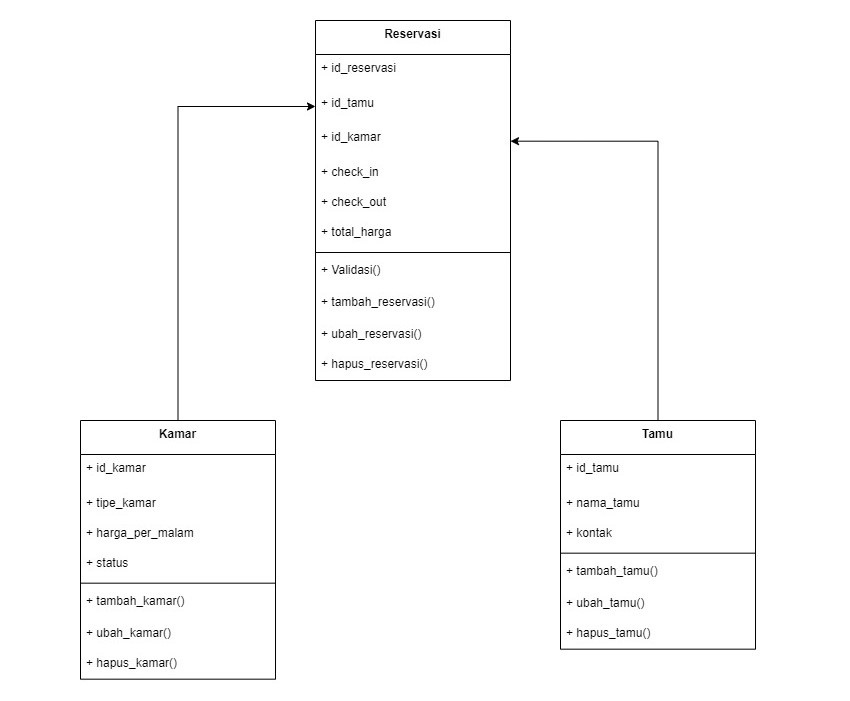 Reservasi
+ id_reservasi
+ id_tamu
+ id_kamar
+ check_in
+ check_out
+ total_harga
+ Validasi()
+ tambah_reservasi()
+ ubah_reservasi()
+ hapus_reservasi()
Kamar
+ id_kamar
+ tipe_kamar
+ harga_per_malam
+ status
+ tambah_kamar()
+ ubah_kamar()
+ hapus_kamar()
Tamu
+ id_tamu
+ nama_tamu
+ kontak
+ tambah_tamu()
+ ubah_tamu()
+ hapus_tamu()